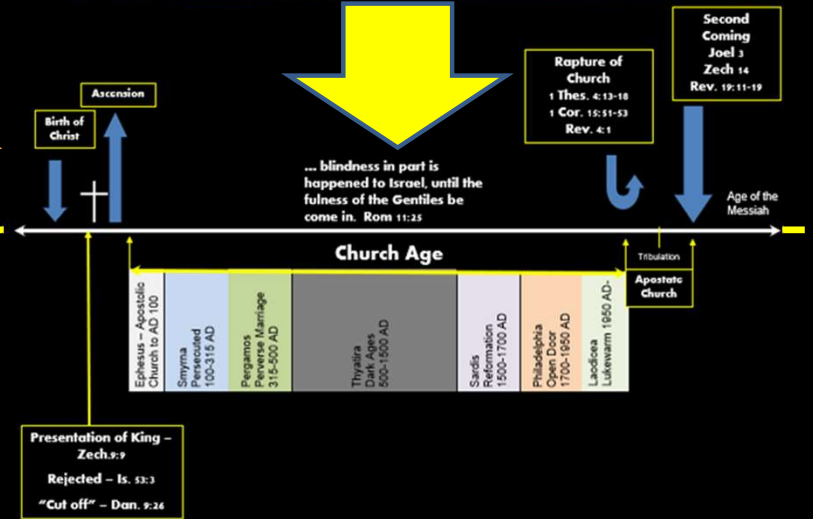 Birth of
Christ
Ascension
... blindness in part is
happened to Israel, until the
fulness of the Gentiles be
come in. Rom 11:25
Rapture of
Church
1 Thes. 4:13-18
1 Cor. 15:51-53
Rev. 4:1
Second
Coming
Joel 3
Zech 14
Rev. 19:11-19
Age of the
Messiah
Church Age
Tribulation
Apostate
Church
Ephesus – Apostolic
Church to AD 100
Smyrna
Persecuted
100-315 AD
Pergamos
Perverse Marriage
315-500 AD
Thyatira
Dark Ages
500-1500 AD
Sardis
Reformation
1500-1700 AD
Philadelphia
Open Door
1700-1950 AD
Laodicea
Lukewarm 1950 AD-
Presentation of King –
Zech.9:9
Rejected – Is. 53:3
“Cut off” – Dan. 9:26